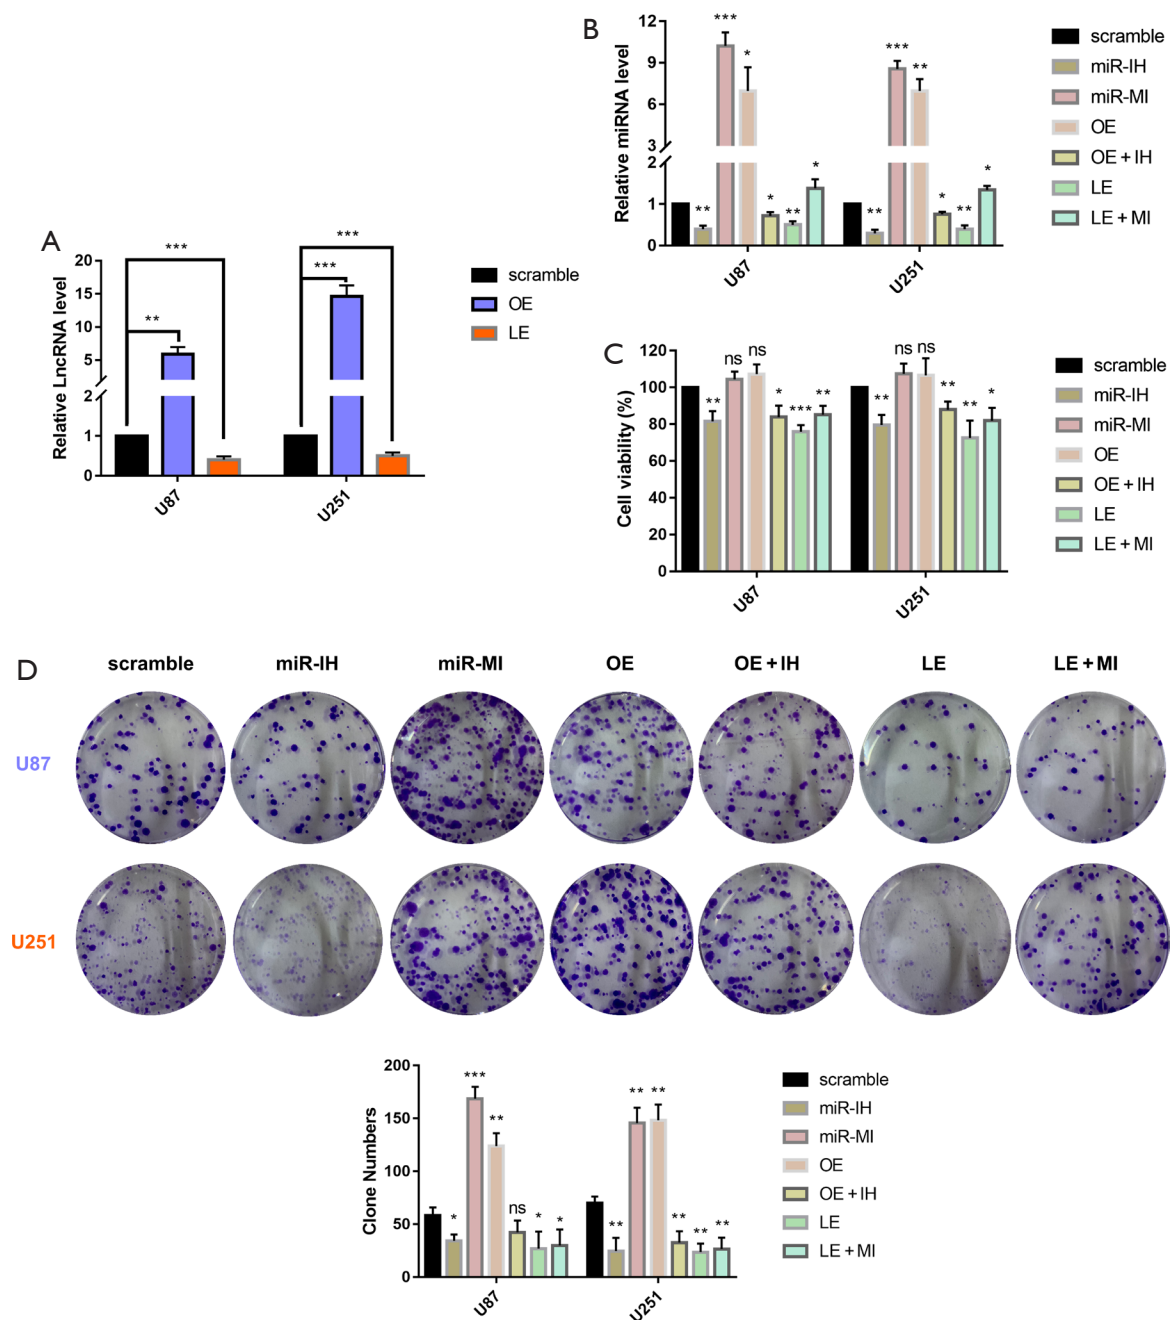 A
Relative LncRNA level
20
15
10
5
2
1
0
***
**
***
***
U87
U251
scramble
OE
LE
B
Relative miRNA level
12
9
6
3
2
1
0
**
***
*
*
**
*
**
***
**
*
**
*
U87
U251
scramble
miR-IH
miR-MI
OE
OE + IH
LE
LE + MI
C
Cell viability (%)
120
100
80
60
40
20
0
**
ns
ns
*
***
**
**
ns
ns
**
**
*
U87
U251
scramble
miR-IH
miR-MI
OE
OE + IH
LE
LE + MI
D
scramble miR-IH miR-MI OE OE + IH LE LE + MI
U87
U251
Clone Numbers
200
150
100
50
0
*
***
**
ns
*
*
**
**
**
**
**
**
U87
U251
scramble
miR-IH
miR-MI
OE
OE + IH
LE
LE + MI